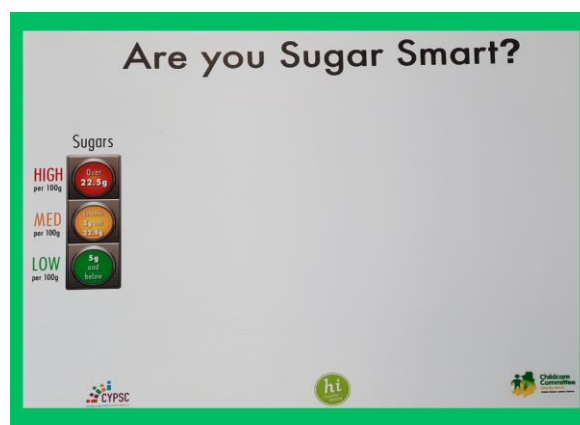 Are you Sugar Smart?
Sugars
HIGH
per 100g
Over
22.5g
MED
per 100g
5g
22.5g
LOW
per 100g
5g
and
below
CYPSC
hi
Childcare
Committee